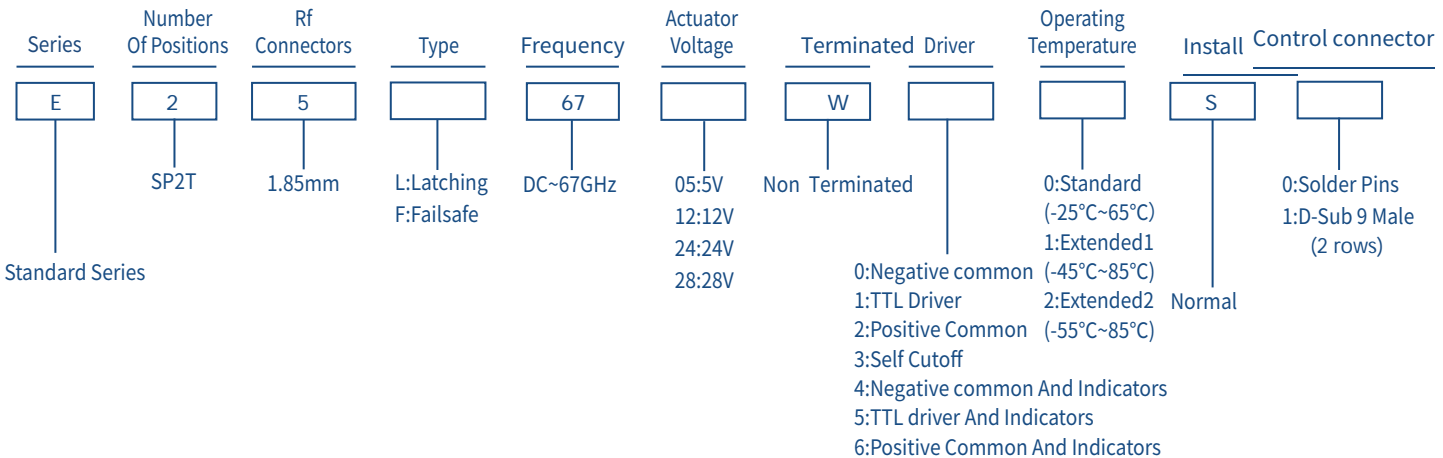 Series
Number
Of Positions
Rf
Connectors
Type
Frequency
Actuator
Voltage
Terminated
Driver
Operating
Temperature
Install
Control connector
E
2
5
67
W
S
Standard Series
SP2T
1.85mm
L:Latching
F:Failsafe
DC~67GHz
05:5V
12:12V
24:24V
28:28V
Non Terminated
0:Negative common
1:TTL Driver
2:Positive Common
3:Self Cutoff
4:Negative common And Indicators
5:TTL driver And Indicators
6:Positive Common And Indicators
0:Standard
(-25℃~65℃)
1:Extended1
(-45℃~85℃)
2:Extended2
(-55℃~85℃)
Normal
0:Solder Pins
1:D-Sub 9 Male
(2 rows)